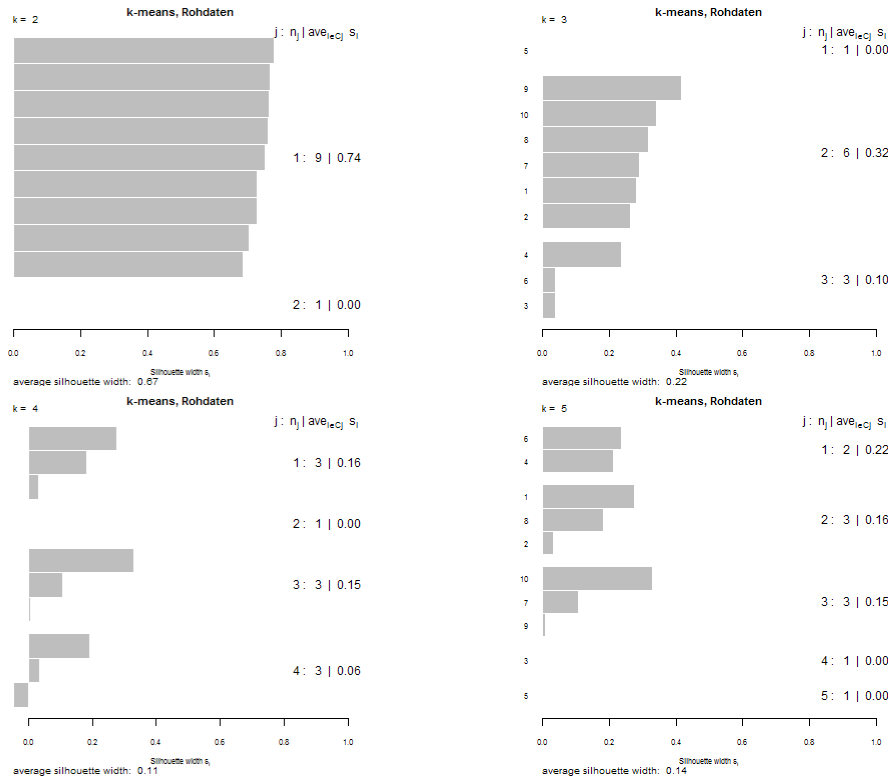 k-means, Rohdaten
k = 2
j : nj | aveiϵCj si
1 : 9 | 0.74
2 : 1 | 0.00
0.0 0.2 0.4 0.6 0.8 1.0
Silhouette width si
average silhouette width: 0.67
k-means, Rohdaten
k = 3
j : nj | aveiϵCj si
5
1 : 1 | 0.00
9
10
8
7
2 : 6 | 0.32
1
2
4
6
3 : 3 | 0.10
3
0.0 0.2 0.4 0.6 0.8 1.0
Silhouette width si
average silhouette width: 0.22
k-means, Rohdaten
k = 4
j : nj | aveiϵCj si
1 : 3 | 0.16
2 : 1 | 0.00
3 : 3 | 0.15
4 : 3 | 0.06
0.0 0.2 0.4 0.6 0.8 1.0
Silhouette width si
average silhouette width: 0.11
k-means, Rohdaten
k = 5
j : nj | aveiϵCj si
6
1 : 2 | 0.22
4
1
8
2 : 3 | 0.16
2
10
7
3 : 3 | 0.15
9
3
4 : 1 | 0.00
5
5 : 1 | 0.00
0.0 0.2 0.4 0.6 0.8 1.0
Silhouette width si
average silhouette width: 0.14